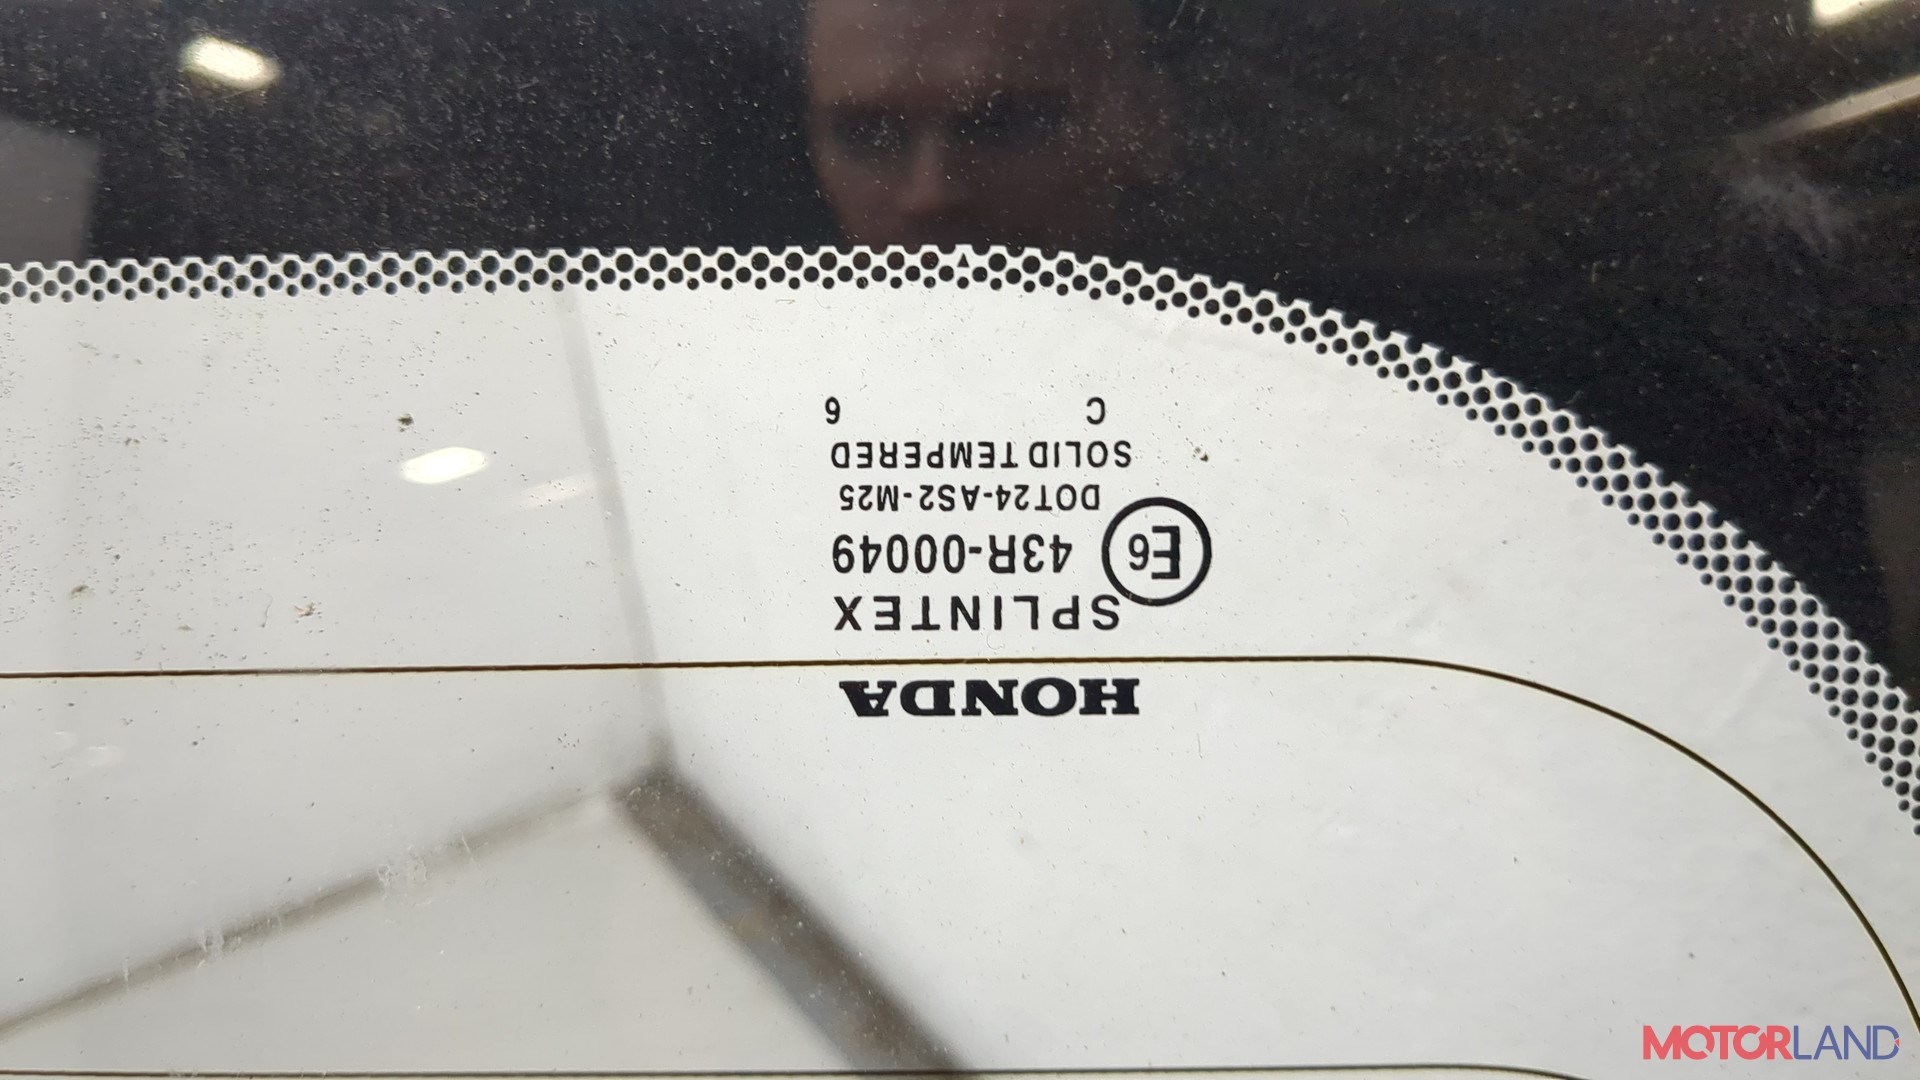 HONDA
SPLINTEX
E6 43R-00049
DOT24-AS2-M25
SOLID TEMPERED
C 6
MOTORLAND